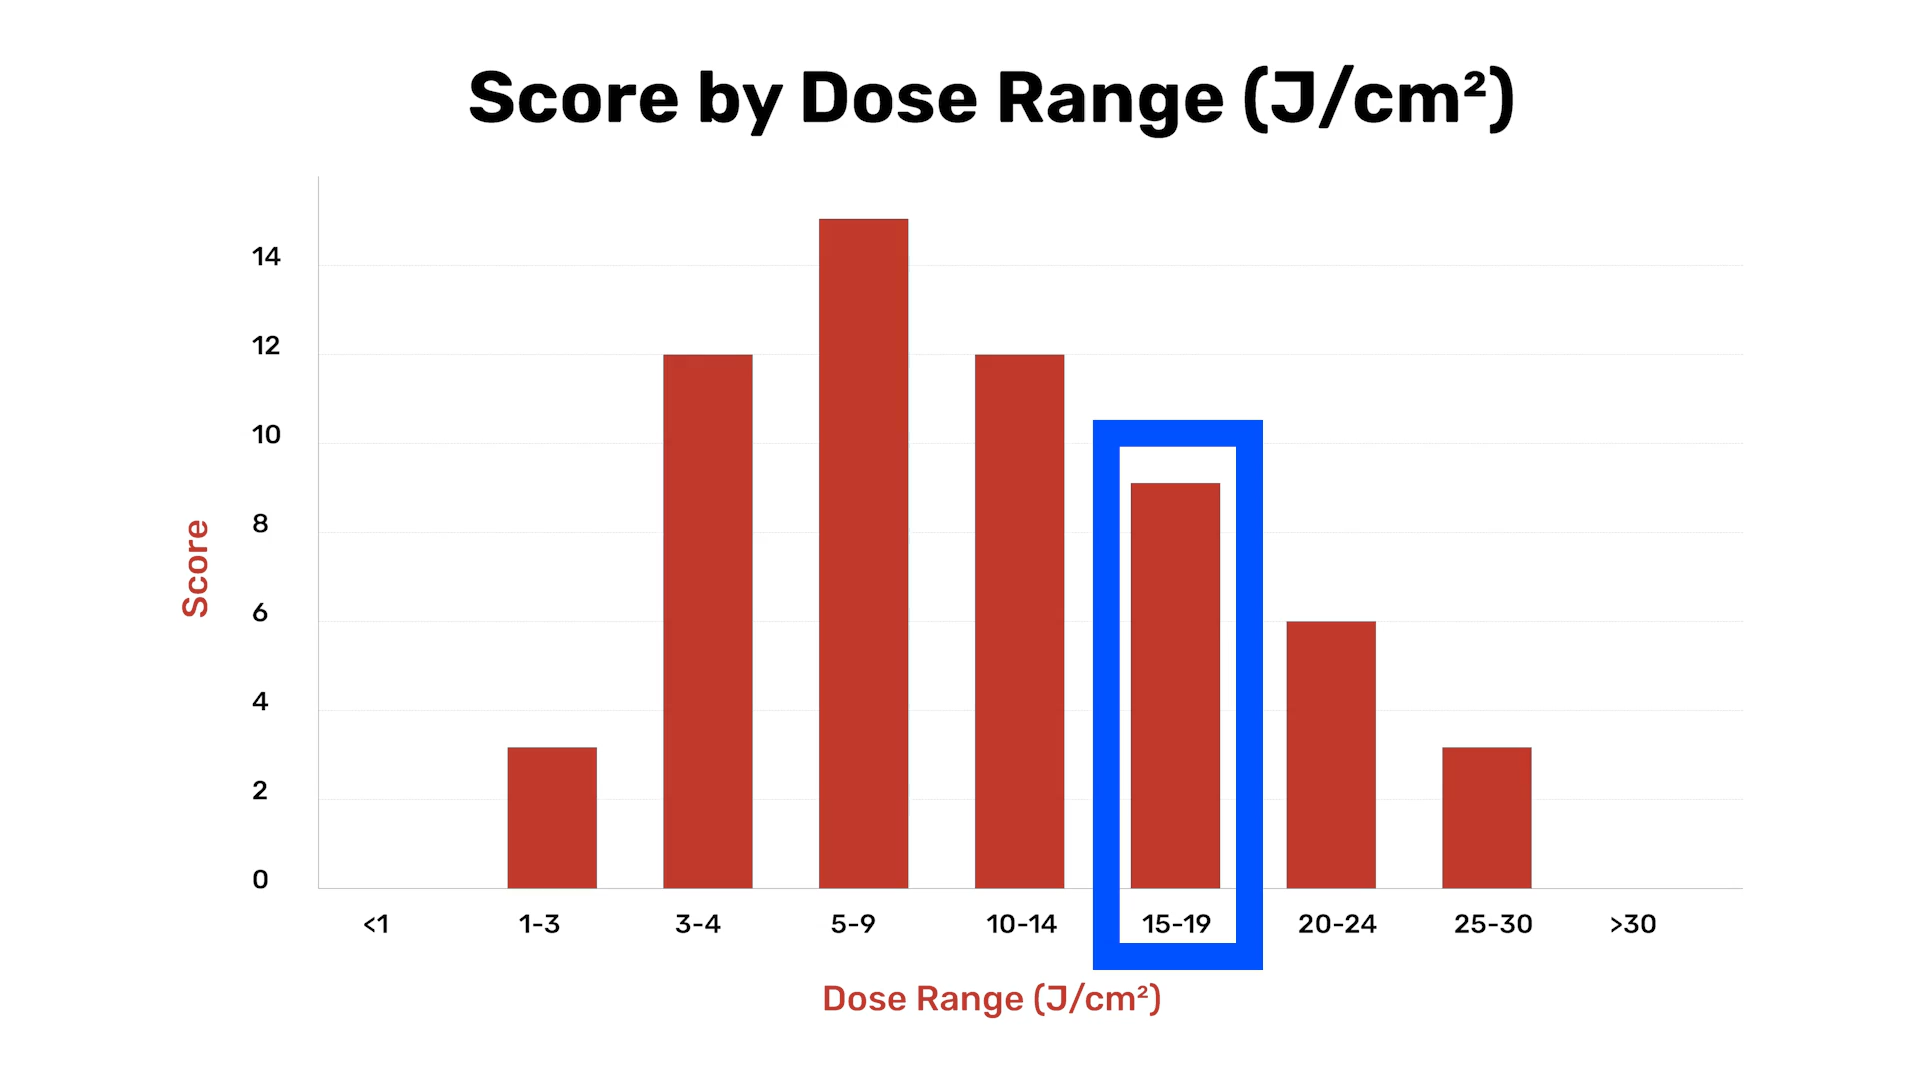 Score by Dose Range (J/cm²)
14
12
10
8
6
4
2
0
Score
<1 1-3 3-4 5-9 10-14 15-19 20-24 25-30 >30
Dose Range (J/cm²)